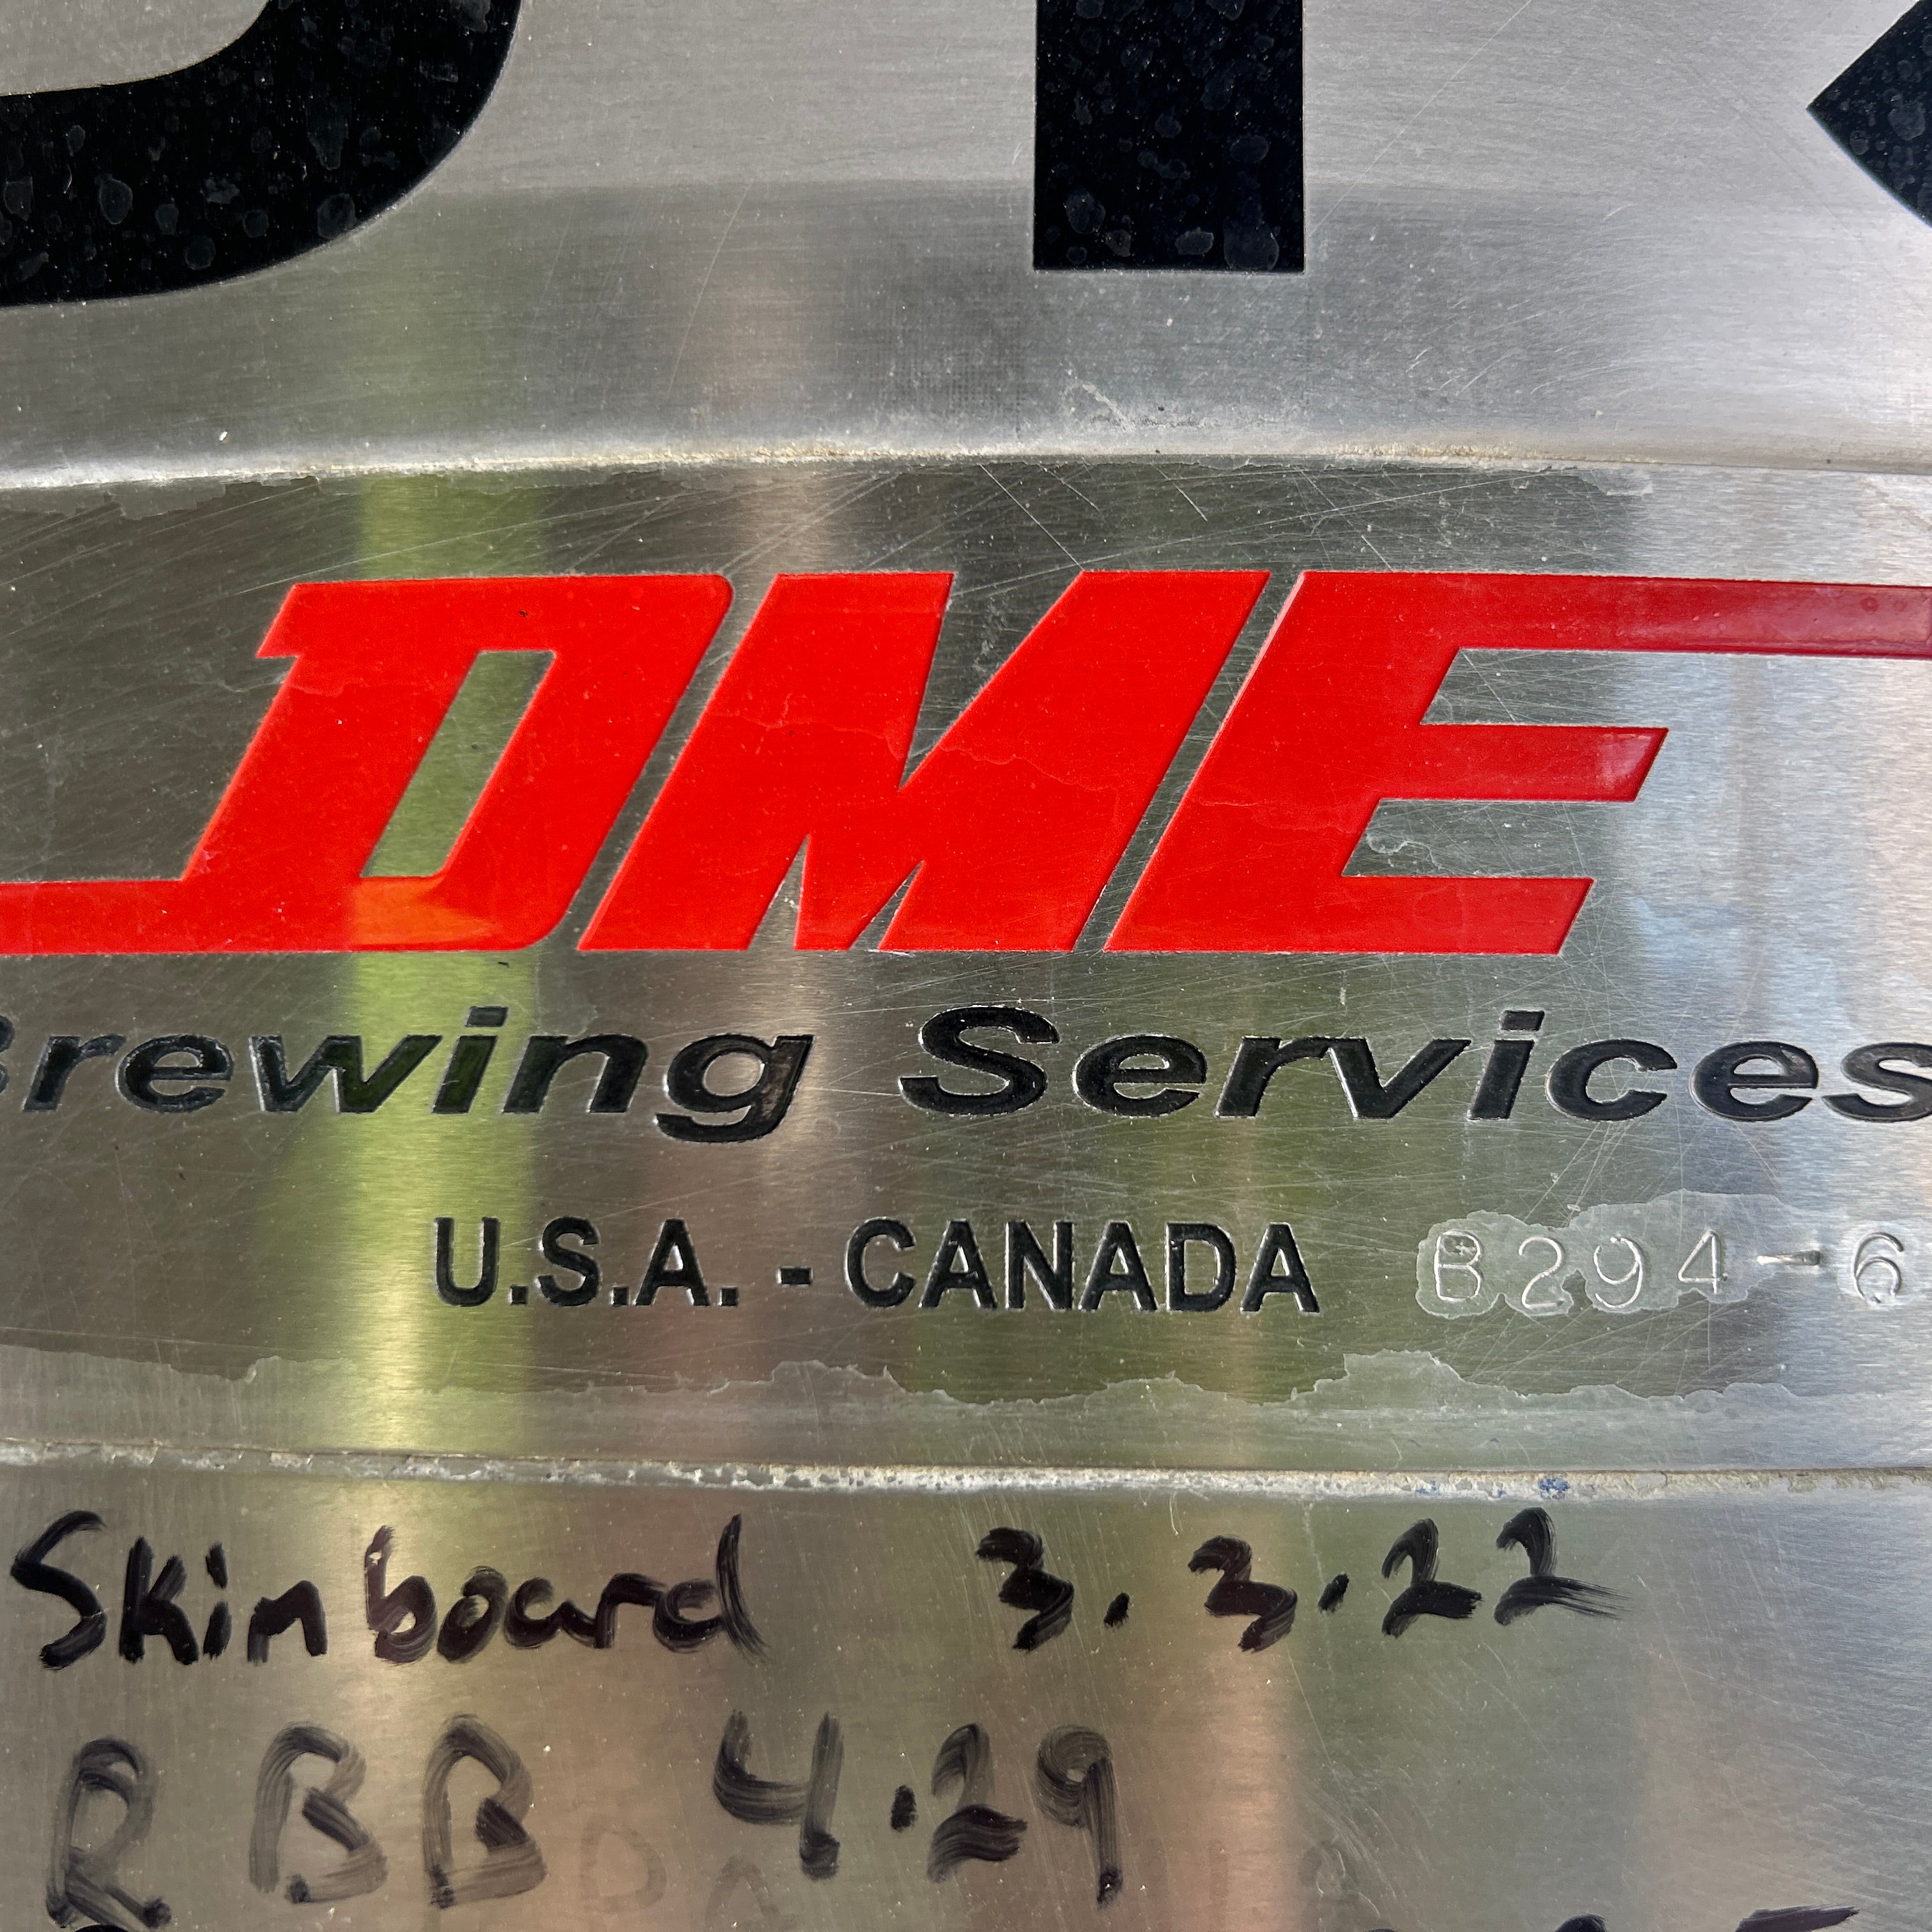 DME
Brewing Services
U.S.A. - CANADA B294-6
Skinboard 3.3.22
RBB 4.29